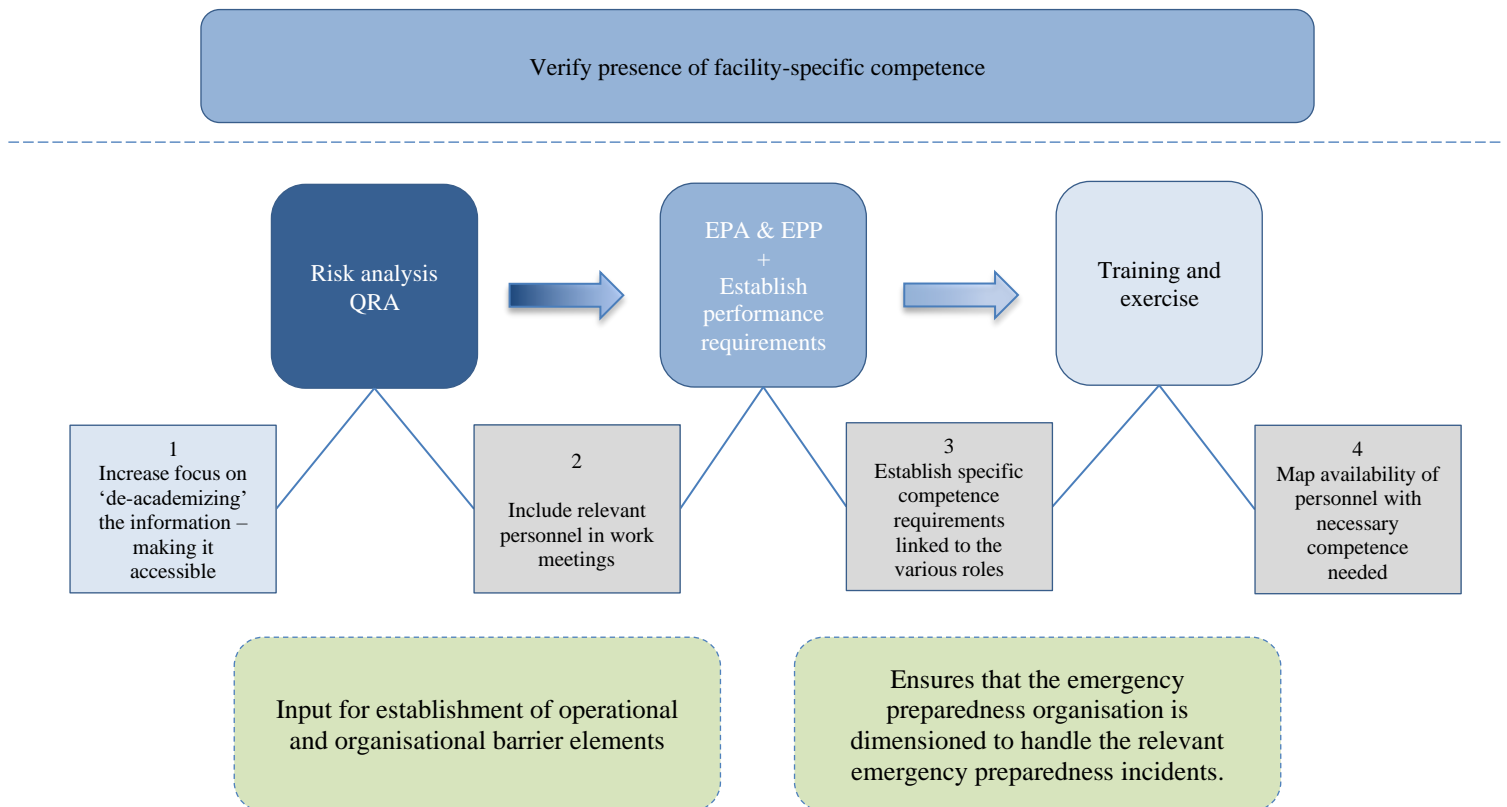 Verify presence of facility-specific competence
Risk analysis
QRA
EPA & EPP
+
Establish
performance
requirements
Training and
exercise
1
Increase focus on
‘de-academizing’
the information –
making it
accessible
2
Include relevant
personnel in work
meetings
3
Establish specific
competence
requirements
linked to the
various roles
4
Map availability of
personnel with
necessary
competence
needed
Input for establishment of operational
and organisational barrier elements
Ensures that the emergency
preparedness organisation is
dimensioned to handle the relevant
emergency preparedness incidents.